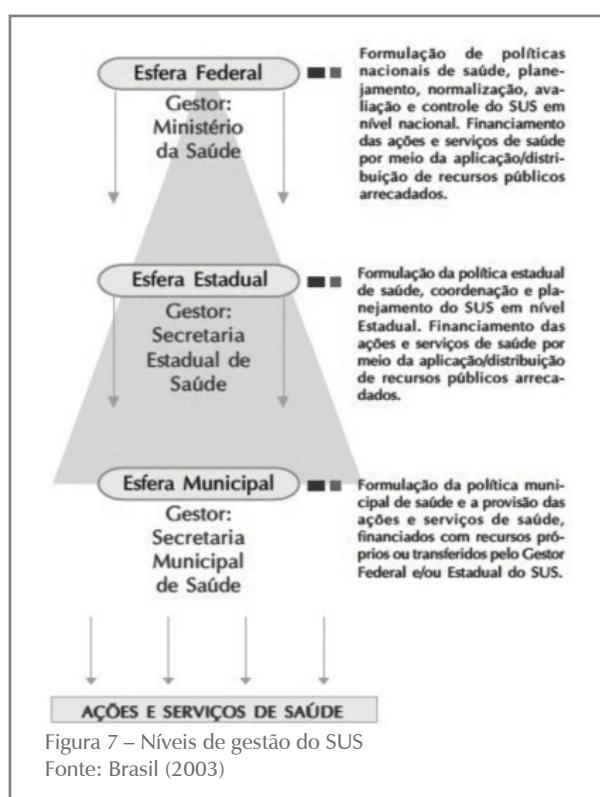 Esfera Federal
Gestor:
Ministério
da Saúde
Formulação de políticas
nacionais de saúde, plane-
jamento, normalização, ava-
liação e controle do SUS em
nível nacional. Financiamento
das ações e serviços de saúde
por meio da aplicação/distri-
buição de recursos públicos
arrecadados.
Esfera Estadual
Gestor:
Secretaria
Estadual de
Saúde
Formulação da política estadual
de saúde, coordenação e pla-
nejamento do SUS em nível
Estadual. Financiamento das
ações e serviços de saúde por
meio da aplicação/distribuição
de recursos públicos arreca-
dados.
Esfera Municipal
Gestor:
Secretaria
Municipal
de Saúde
Formulação da política muni-
cipal de saúde e a provisão das
ações e serviços de saúde,
financiados com recursos pró-
prios ou transferidos pelo Gestor
Federal e/ou Estadual do SUS.
AÇÕES E SERVIÇOS DE SAÚDE
Figura 7 – Níveis de gestão do SUS
Fonte: Brasil (2003)